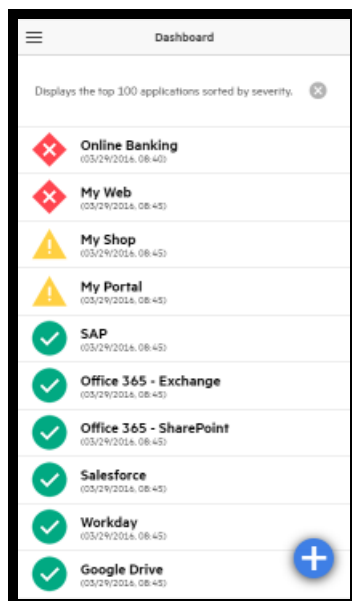 Dashboard
Displays the top 100 applications sorted by severity.
Online Banking
(03/29/2016, 08:40)
My Web
(03/29/2016, 08:45)
My Shop
(03/29/2016, 08:45)
My Portal
(03/29/2016, 08:45)
SAP
(03/29/2016, 08:45)
Office 365 - Exchange
(03/29/2016, 08:45)
Office 365 - SharePoint
(03/29/2016, 08:45)
Salesforce
(03/29/2016, 08:45)
Workday
(03/29/2016, 08:45)
Google Drive
(03/29/2016, 08:45)